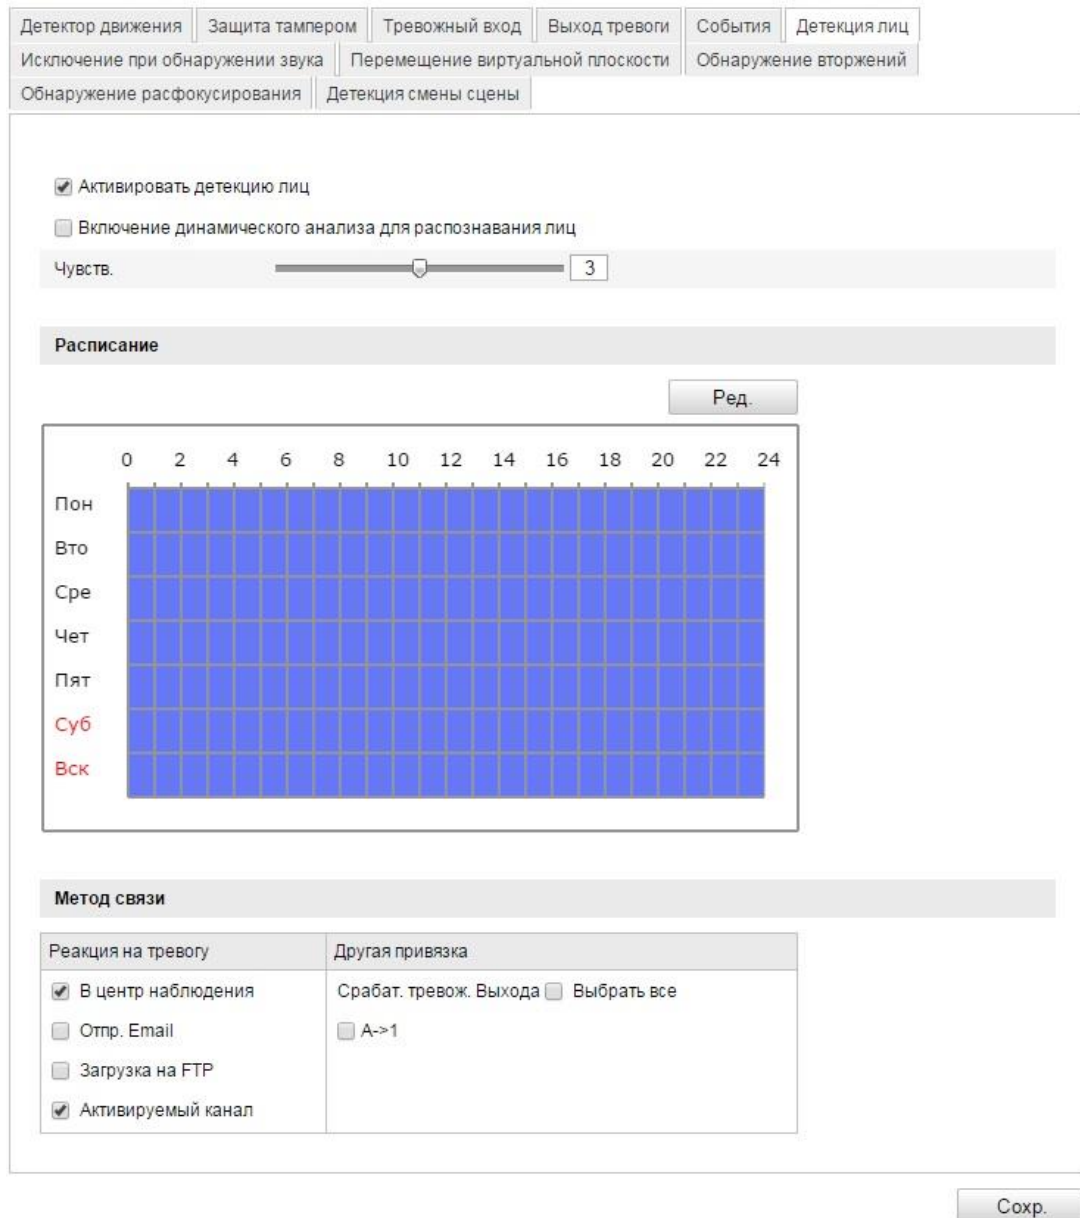 Детектор движения Защита тампером Тревожный вход Выход тревоги События Детекция лиц
Исключение при обнаружении звука Перемещение виртуальной плоскости Обнаружение вторжений
Обнаружение расфокусирования Детекция смены сцены
Активировать детекцию лиц
Включение динамического анализа для распознавания лиц
Чувств. 3
Расписание
Ред.
0 2 4 6 8 10 12 14 16 18 20 22 24
Пон
Вто
Сре
Чет
Пят
Суб
Вск
Метод связи
Реакция на тревогу Другая привязка
В центр наблюдения Срабат. тревож. Выхода Выбрать все
Отпр. Email A->1
Загрузка на FTP
Активируемый канал
Сохр.